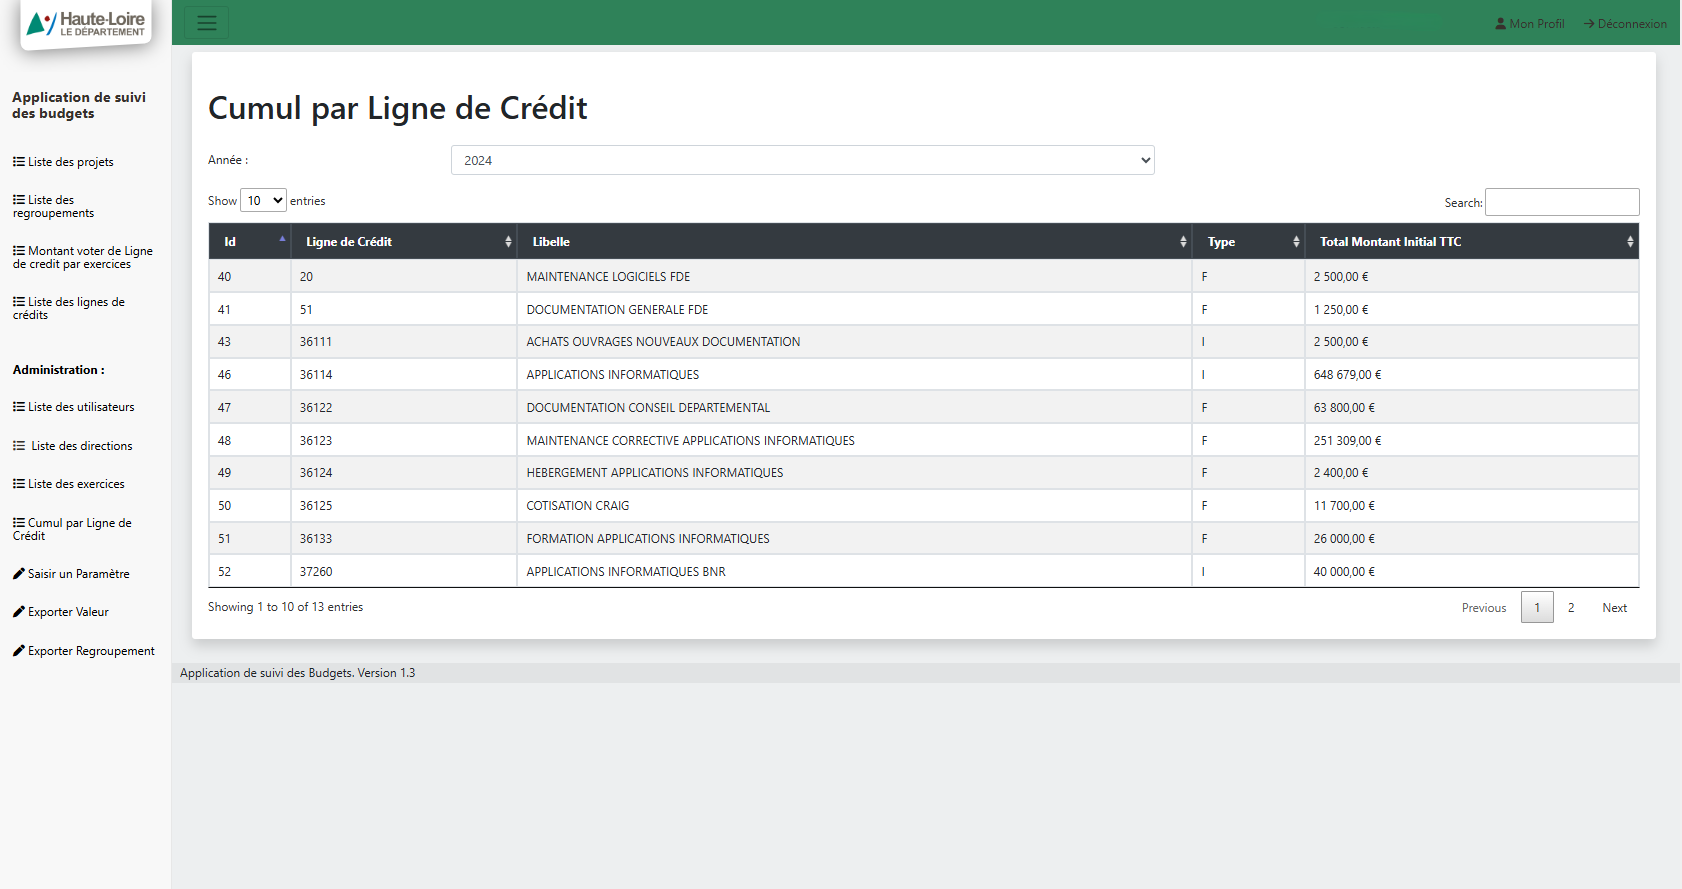 Haute-Loire
LE DÉPARTEMENT
Mon Profil
Déconnexion
Application de suivi
des budgets
Liste des projets
Liste des
regroupements
Montant voter de Ligne
de credit par exercices
Liste des lignes de
crédits
Administration :
Liste des utilisateurs
Liste des directions
Liste des exercices
Cumul par Ligne de
Crédit
Saisir un Paramètre
Exporter Valeur
Exporter Regroupement
Cumul par Ligne de Crédit
Année :
2024
Show 10 entries
Search:
Id Ligne de Crédit Libelle Type Total Montant Initial TTC
40 20 MAINTENANCE LOGICIELS FDE F 2 500,00 €
41 51 DOCUMENTATION GENERALE FDE F 1 250,00 €
43 36111 ACHATS OUVRAGES NOUVEAUX DOCUMENTATION I 2 500,00 €
46 36114 APPLICATIONS INFORMATIQUES I 648 679,00 €
47 36122 DOCUMENTATION CONSEIL DEPARTEMENTAL F 63 800,00 €
48 36123 MAINTENANCE CORRECTIVE APPLICATIONS INFORMATIQUES F 251 309,00 €
49 36124 HEBERGEMENT APPLICATIONS INFORMATIQUES F 2 400,00 €
50 36125 COTISATION CRAIG F 11 700,00 €
51 36133 FORMATION APPLICATIONS INFORMATIQUES F 26 000,00 €
52 37260 APPLICATIONS INFORMATIQUES BNR I 40 000,00 €
Showing 1 to 10 of 13 entries
Previous 1 2 Next
Application de suivi des Budgets. Version 1.3